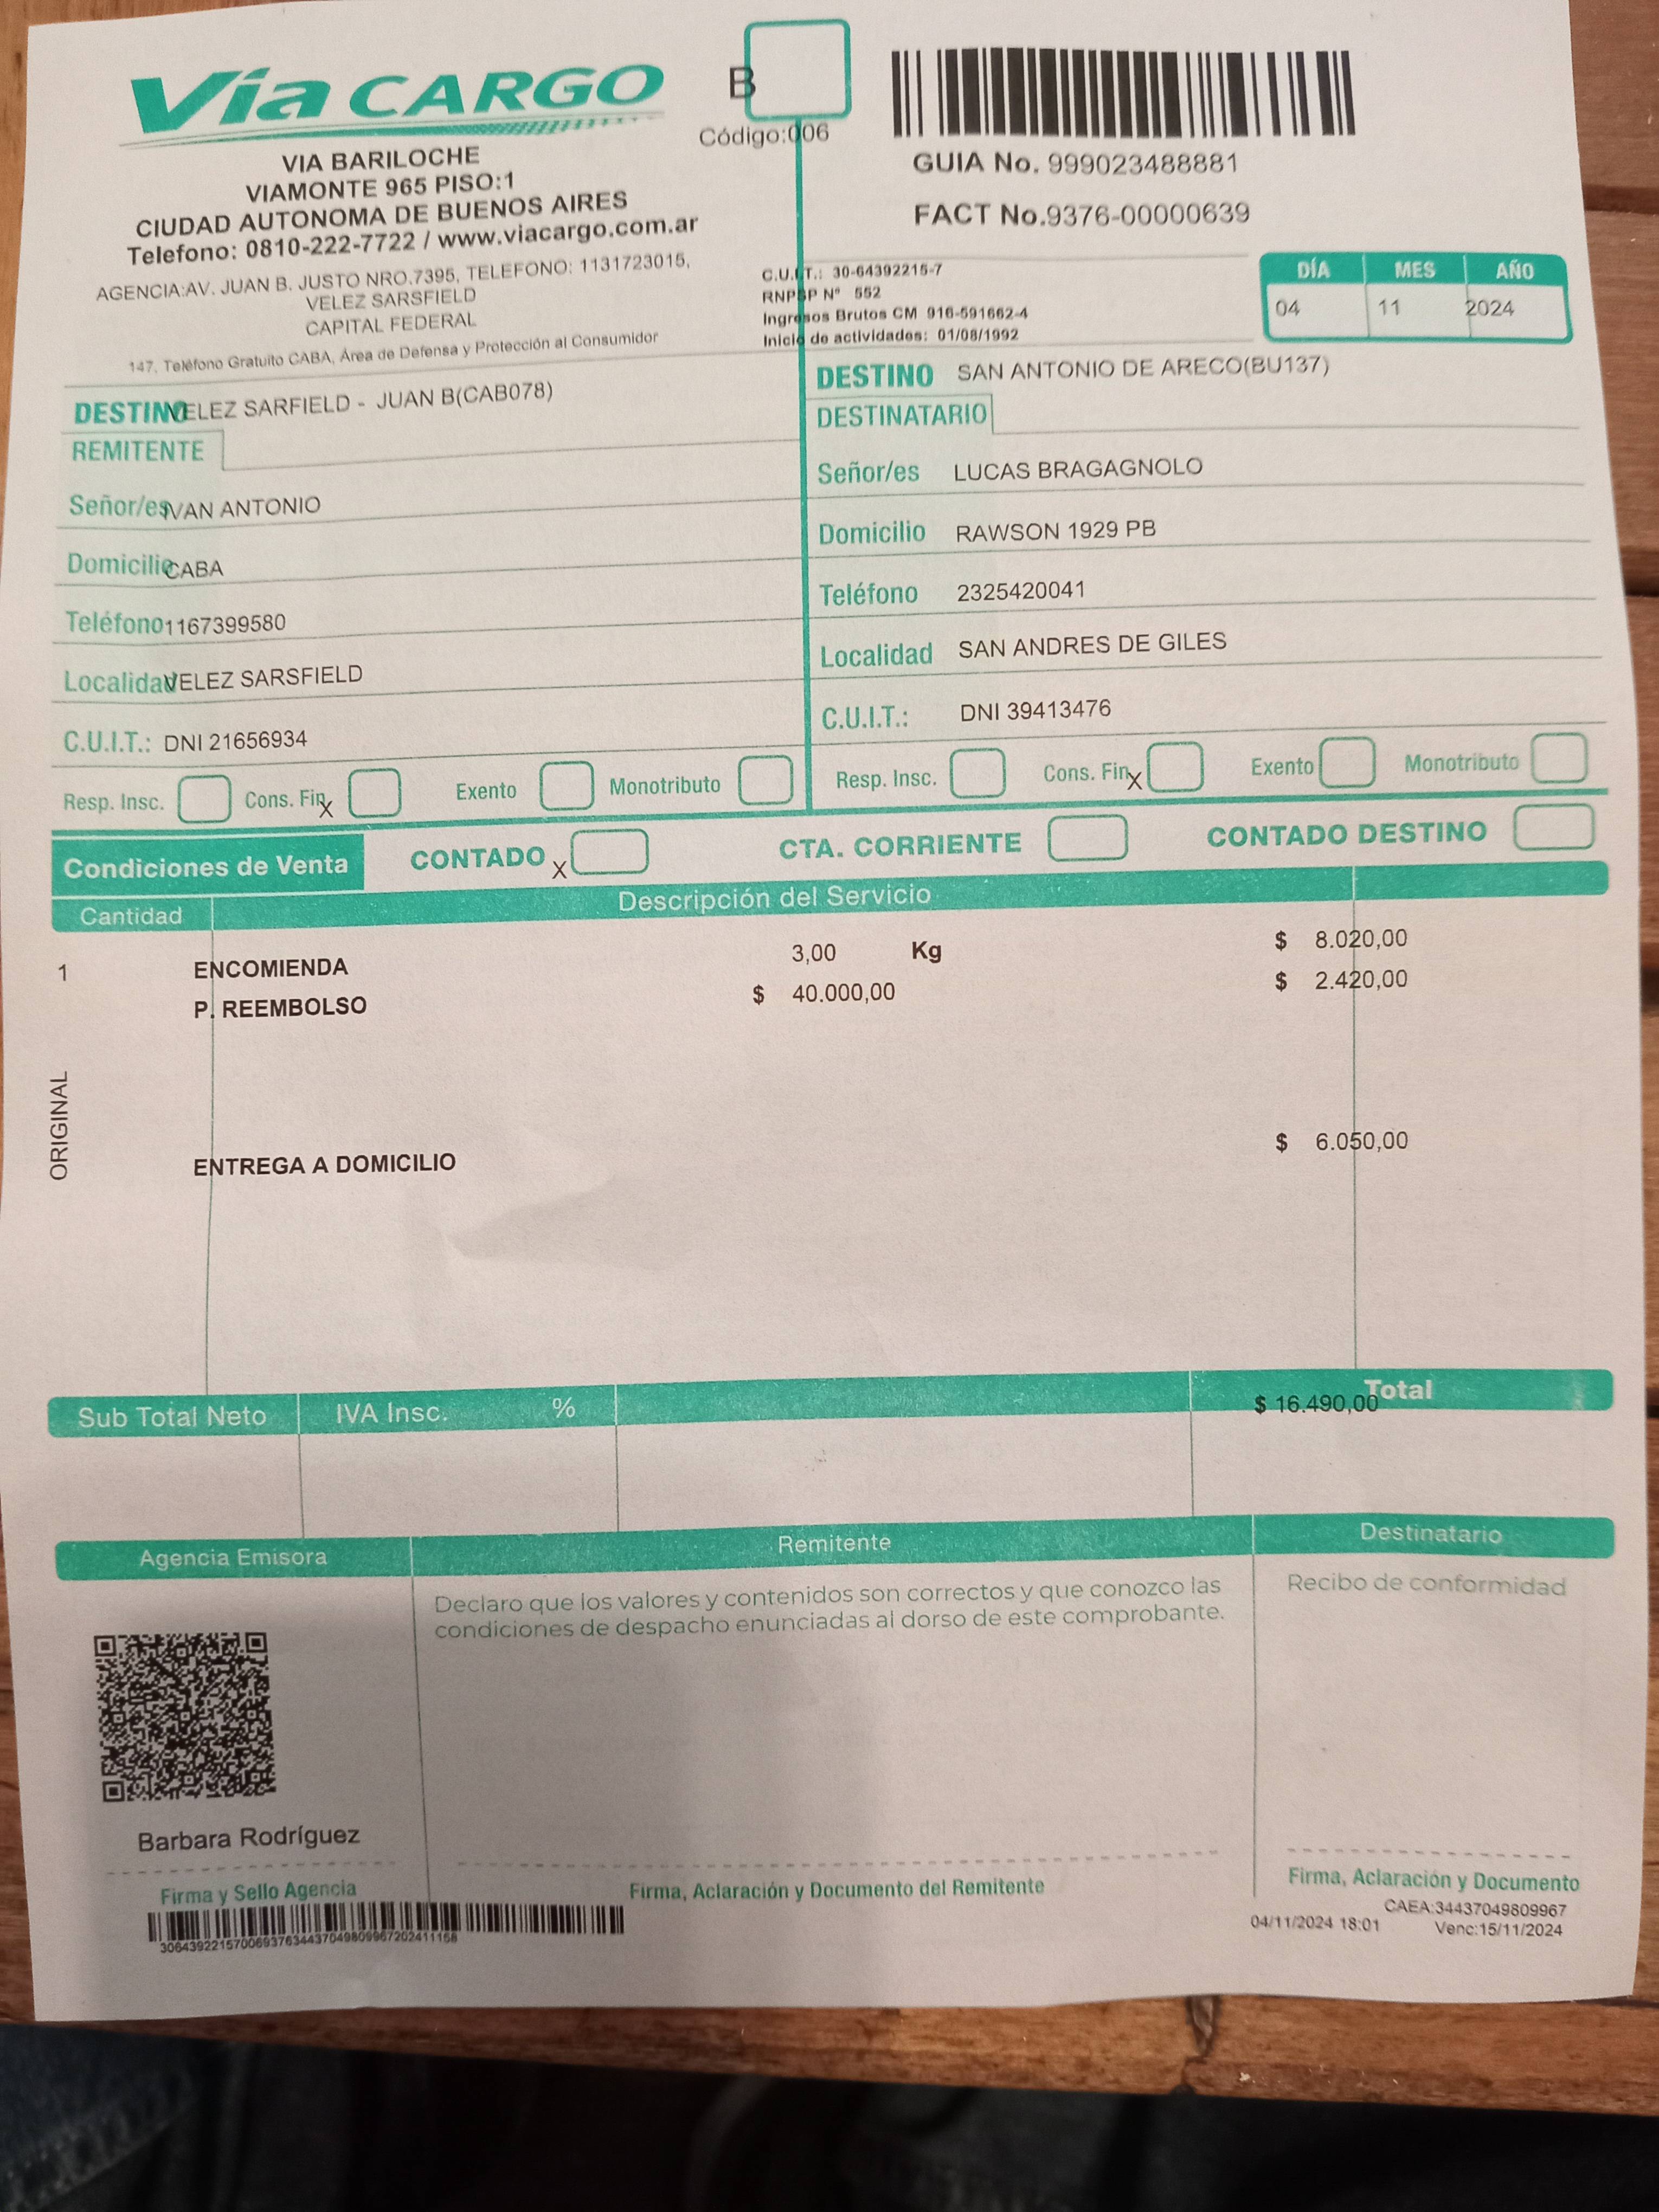 Via CARGO
VIA BARILOCHE
VIAMONTE 965 PISO:1
CIUDAD AUTONOMA DE BUENOS AIRES
Telefono: 0810-222-7722 / www.viacargo.com.ar
AGENCIA:AV. JUAN B. JUSTO NRO.7395, TELEFONO: 1131723015,
VELEZ SARSFIELD
CAPITAL FEDERAL
147, Teléfono Gratuito CABA, Área de Defensa y Protección al Consumidor
B
Código:006
GUIA No. 999023488881
FACT No.9376-00000639
C.U.I.T.: 30-64392215-7
RNPSP Nº 552
Ingresos Brutos CM 916-591662-4
Inicio de actividades: 01/08/1992
DÍA MES AÑO
04 11 2024
DESTINO VELEZ SARFIELD - JUAN B(CAB078)
REMITENTE
Señor/es IVAN ANTONIO
Domicilio CABA
Teléfono 1167399580
Localidad VELEZ SARSFIELD
C.U.I.T.: DNI 21656934
Resp. Insc. Cons. Fin X Exento Monotributo
DESTINO SAN ANTONIO DE ARECO(BU137)
DESTINATARIO
Señor/es LUCAS BRAGAGNOLO
Domicilio RAWSON 1929 PB
Teléfono 2325420041
Localidad SAN ANDRES DE GILES
C.U.I.T.: DNI 39413476
Resp. Insc. Cons. Fin X Exento Monotributo
Condiciones de Venta CONTADO X CTA. CORRIENTE CONTADO DESTINO
Cantidad Descripción del Servicio
1 ENCOMIENDA 3,00 Kg $ 8.020,00
P. REEMBOLSO $ 40.000,00 $ 2.420,00
ORIGINAL
ENTREGA A DOMICILIO $ 6.050,00
Sub Total Neto IVA Insc. % Total
$ 16.490,00
Agencia Emisora Remitente Destinatario
Declaro que los valores y contenidos son correctos y que conozco las
condiciones de despacho enunciadas al dorso de este comprobante.
Recibo de conformidad
Barbara Rodríguez
Firma y Sello Agencia
Firma, Aclaración y Documento del Remitente
Firma, Aclaración y Documento
CAEA:34437049809967
04/11/2024 18:01 Venc:15/11/2024